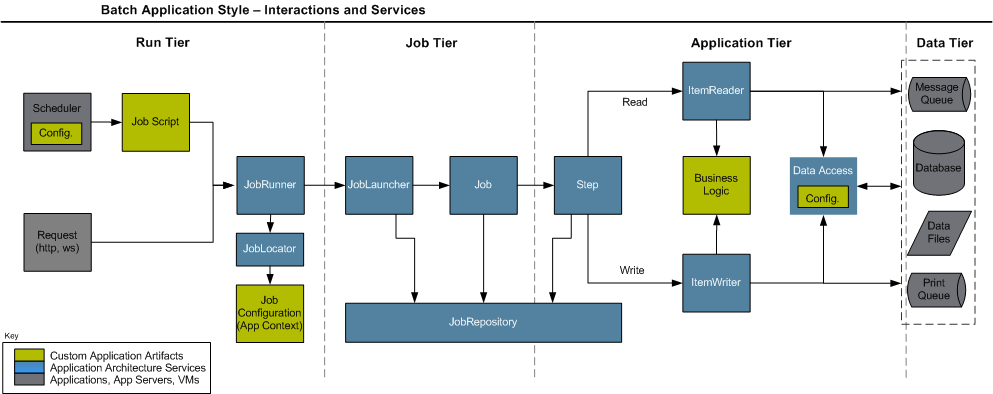 Batch Application Style – Interactions and Services
Run Tier
Job Tier
Application Tier
Data Tier
Scheduler
Config.
Job Script
Request
(http, ws)
JobRunner
JobLocator
Job
Configuration
(App Context)
JobLauncher
Job
Step
JobRepository
Read
Write
ItemReader
Business
Logic
ItemWriter
Data Access
Config.
Message
Queue
Database
Data
Files
Print
Queue
Key
Custom Application Artifacts
Application Architecture Services
Applications, App Servers, VMs